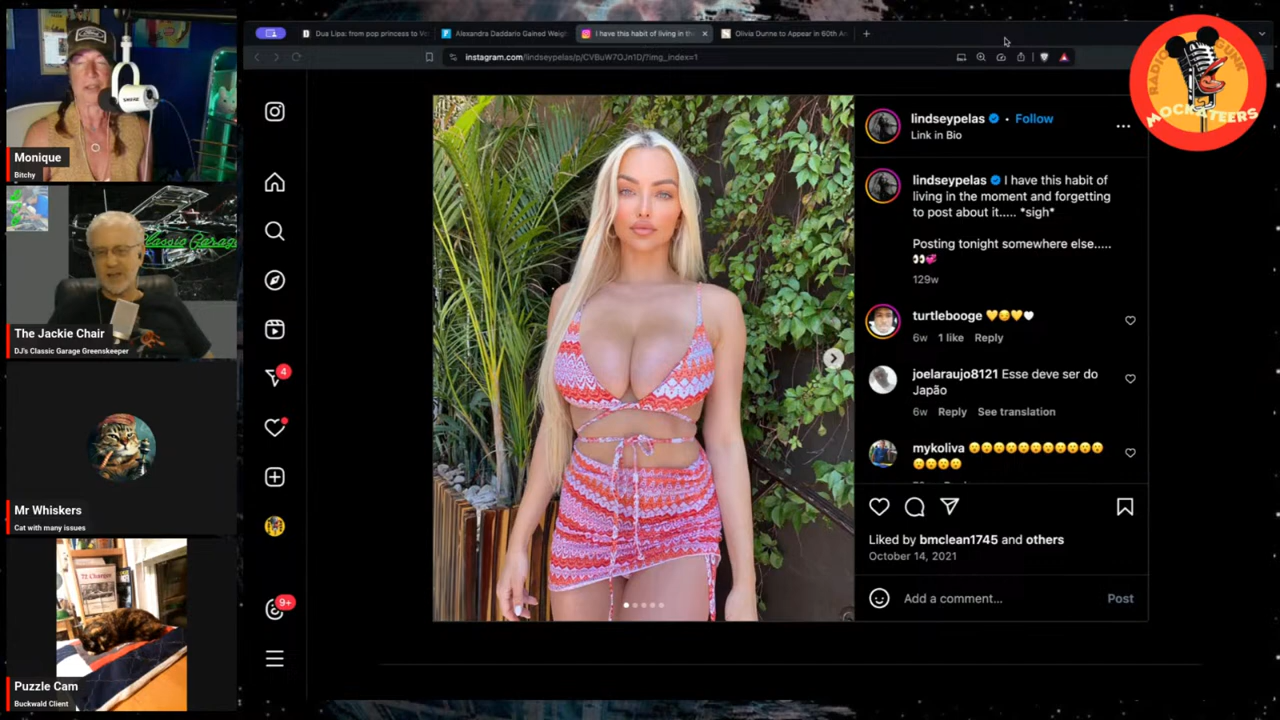 Monique
Bitchy
The Jackie Chair
DJ's Classic Garage Greenskeeper
Classic Garage
Mr Whiskers
Cat with many issues
Puzzle Cam
Buckwald Client
Dua Lipa: from pop princess to Vo
Alexandra Daddario Gained Weigh
I have this habit of living in th
Olivia Dunne to Appear in 60th A
instagram.com/lindseypelas/p/CVBuW7OJn1D/?img_index=1
RADIO GUNK
MOCKATEERS
SHURE
4
9+
lindseypelas • Follow
Link in Bio
lindseypelas I have this habit of
living in the moment and forgetting
to post about it..... *sigh*
Posting tonight somewhere else.....
👀💞
129w
turtlebooge 💛😏💛🤍
6w 1 like Reply
joelaraujo8121 Esse deve ser do
Japão
6w Reply See translation
mykoliva 😮😮😮😮😮😮😮😮😮😮😮😮
😮😮😮😮
Liked by bmclean1745 and others
October 14, 2021
Add a comment...
Post